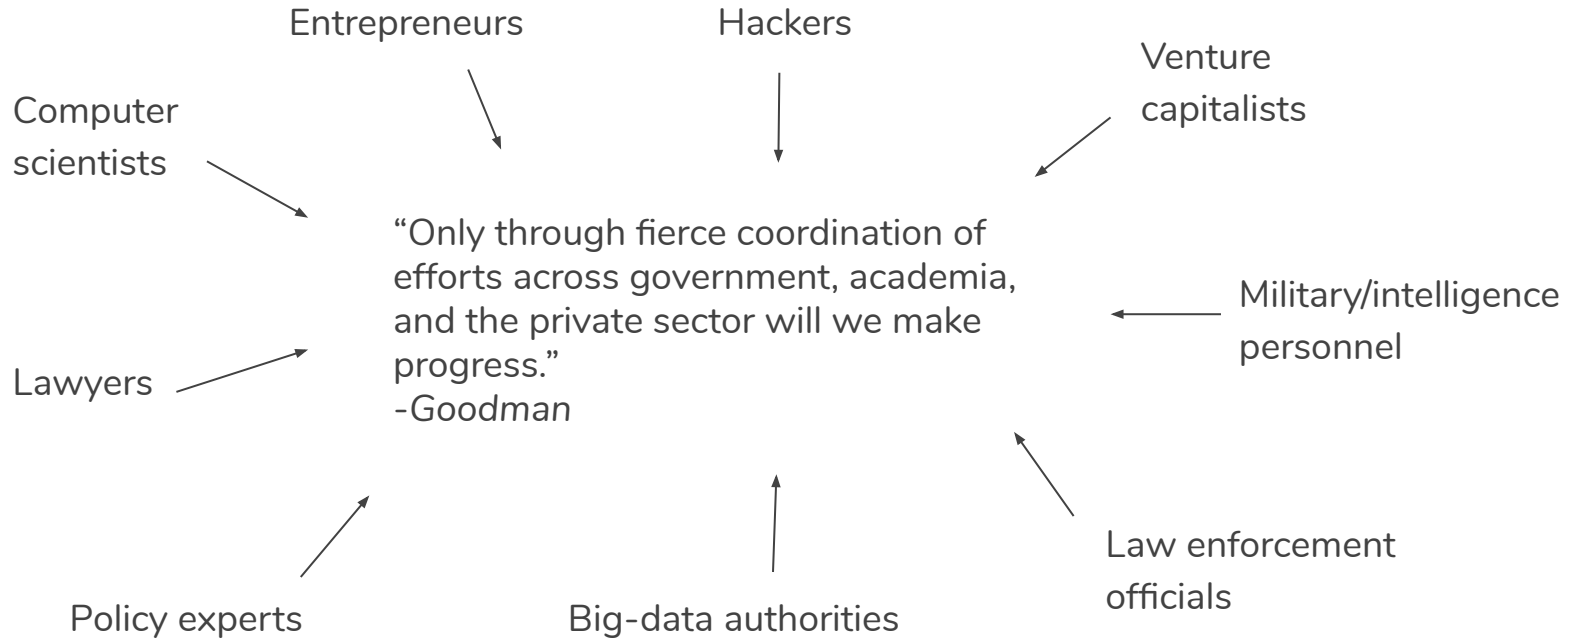 Entrepreneurs
Hackers
Venture
capitalists
Computer
scientists
“Only through fierce coordination of
efforts across government, academia,
and the private sector will we make
progress.”
-Goodman
Military/intelligence
personnel
Lawyers
Law enforcement
officials
Policy experts
Big-data authorities